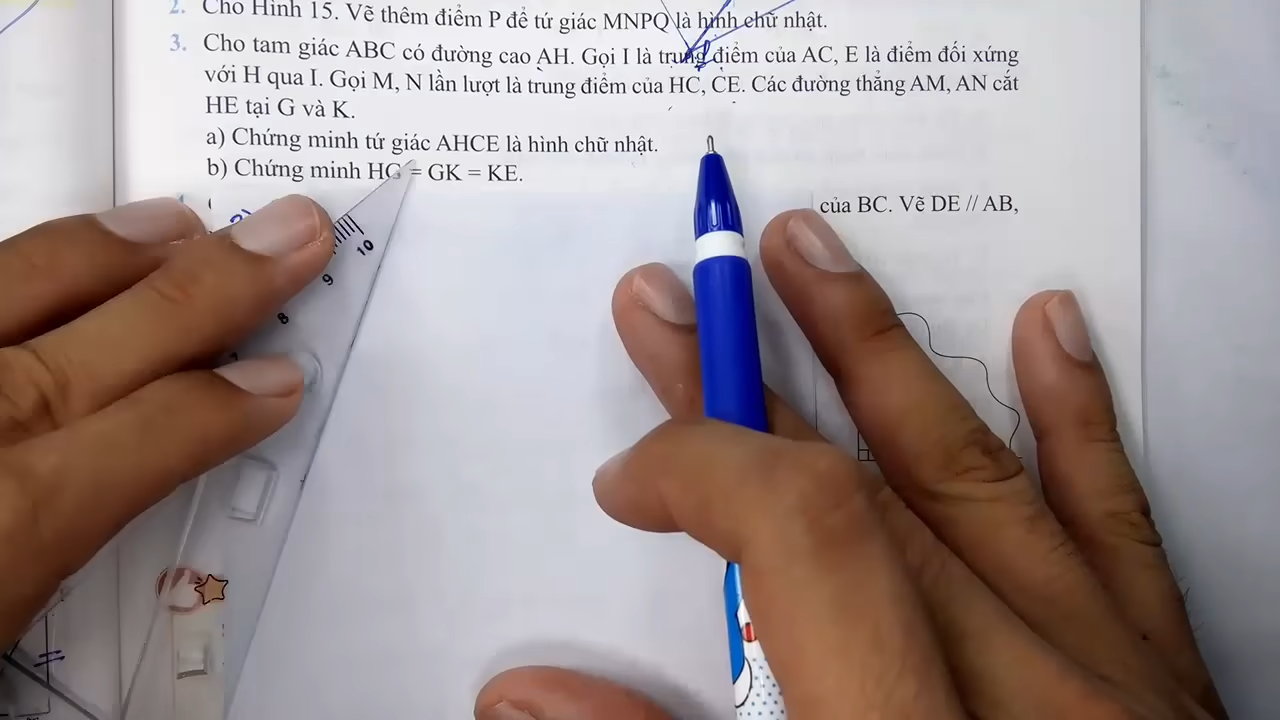 2. Cho Hình 15. Vẽ thêm điểm P để tứ giác MNPQ là hình chữ nhật.
3. Cho tam giác ABC có đường cao AH. Gọi I là trung điểm của AC, E là điểm đối xứng
với H qua I. Gọi M, N lần lượt là trung điểm của HC, CE. Các đường thẳng AM, AN cắt
HE tại G và K.
a) Chứng minh tứ giác AHCE là hình chữ nhật.
b) Chứng minh HG = GK = KE.
của BC. Vẽ DE // AB,
10
9
8
7